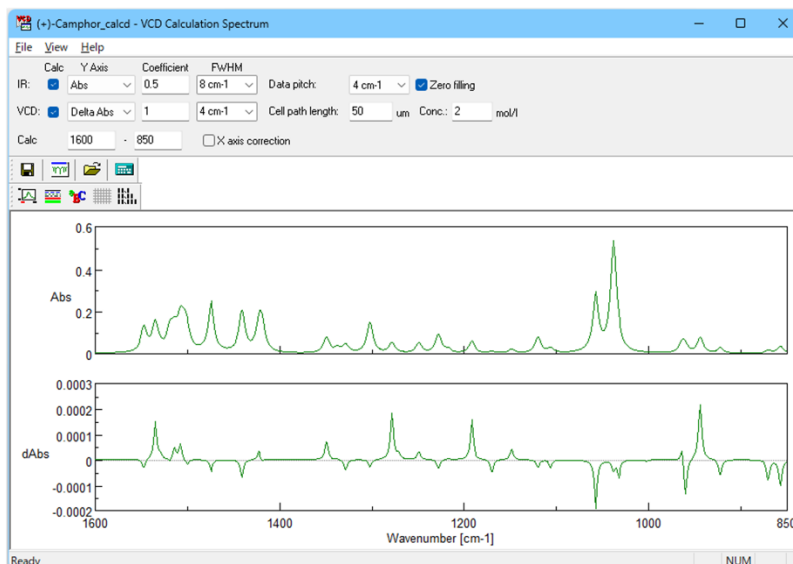 (+)-Camphor_calcd - VCD Calculation Spectrum
File View Help
Calc Y Axis Coefficient FWHM
IR: Abs 0.5 8 cm-1 Data pitch: 4 cm-1 Zero filling
VCD: Delta Abs 1 4 cm-1 Cell path length: 50 um Conc.: 2 mol/l
Calc 1600 - 850 X axis correction
0.6
0.4
Abs
0.2
0
0.0003
0.0002
0.0001
dAbs
0
-0.0001
-0.0002
1600 1400 1200 1000 850
Wavenumber [cm-1]
Ready NUM